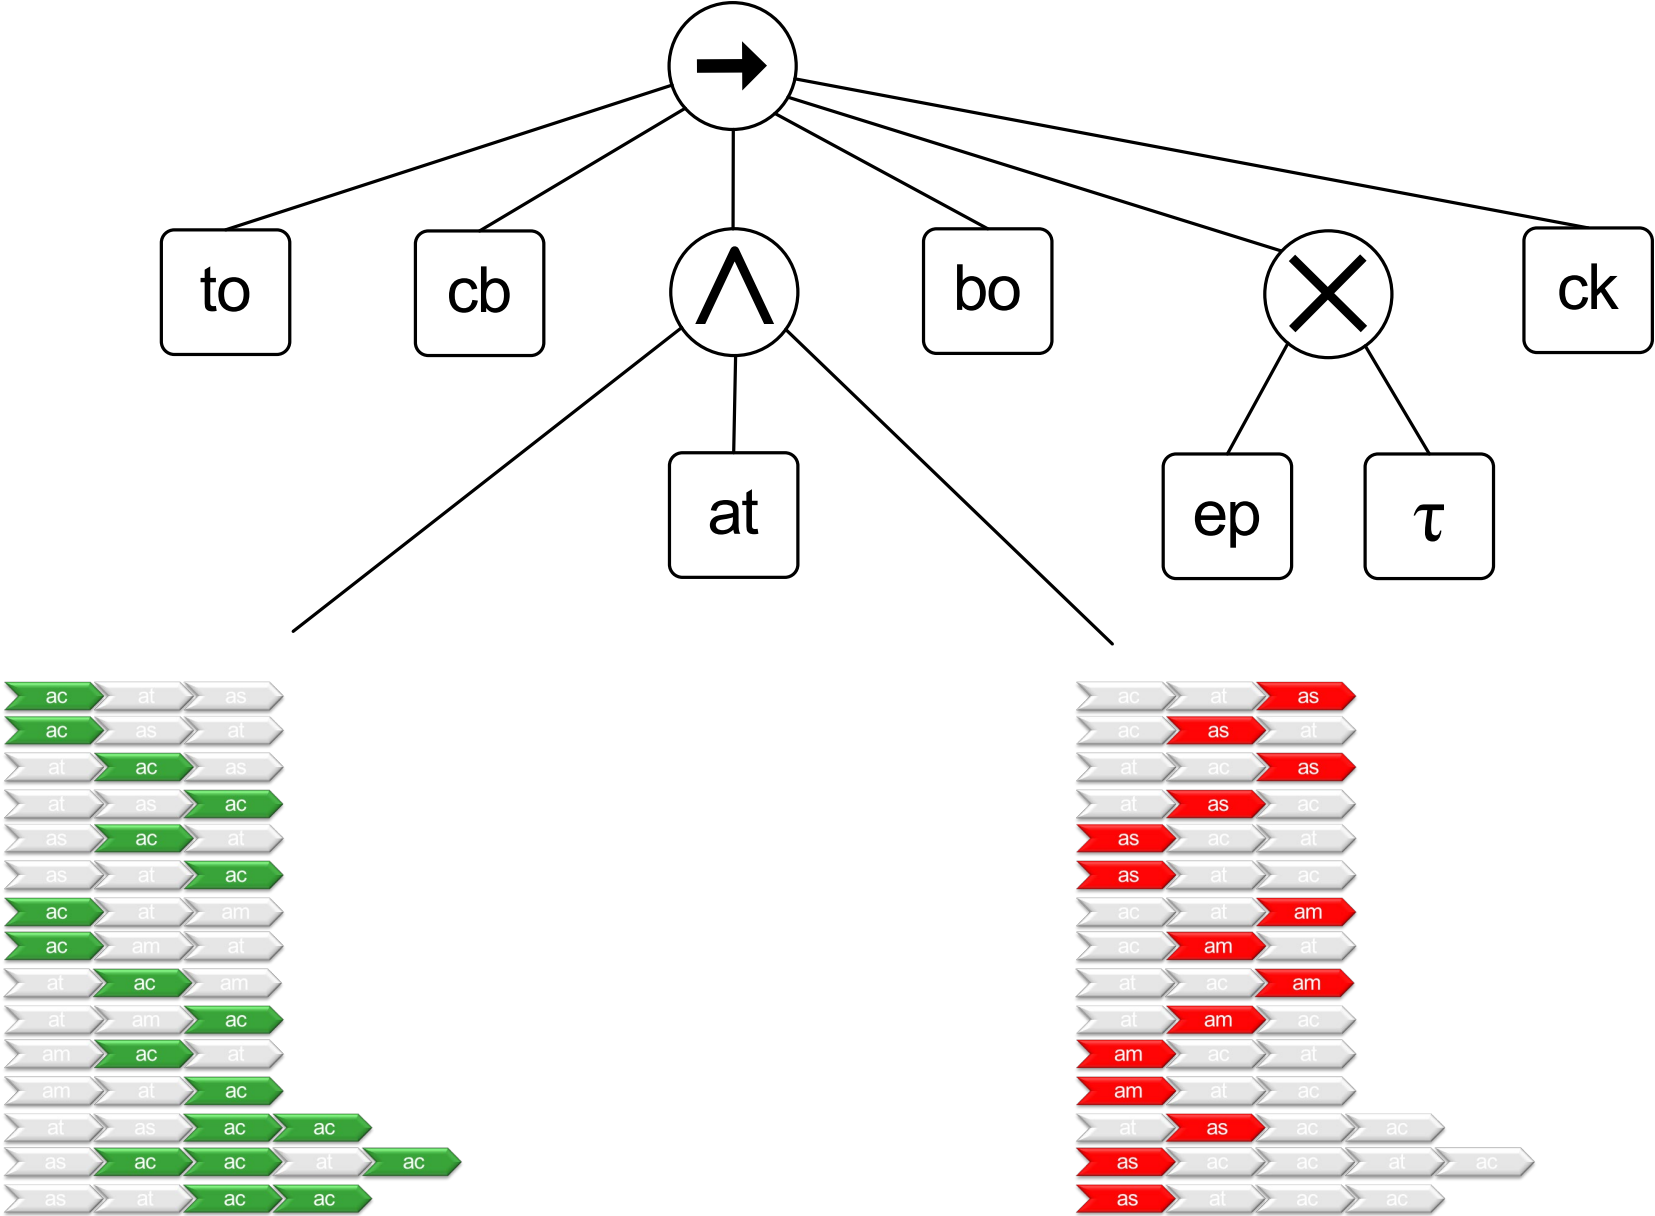 to cb bo ck
at ep τ
ac at as ac at as
ac as at ac as at
at ac as at ac as
at as ac at as ac
as ac at as ac at
as at ac as at ac
ac at am ac at am
ac am at ac am at
at ac am at ac am
at am ac at am ac
am ac at am ac at
am at ac am at ac
at as ac ac at as ac ac
as ac ac at ac as ac ac at ac
as at ac ac as at ac ac